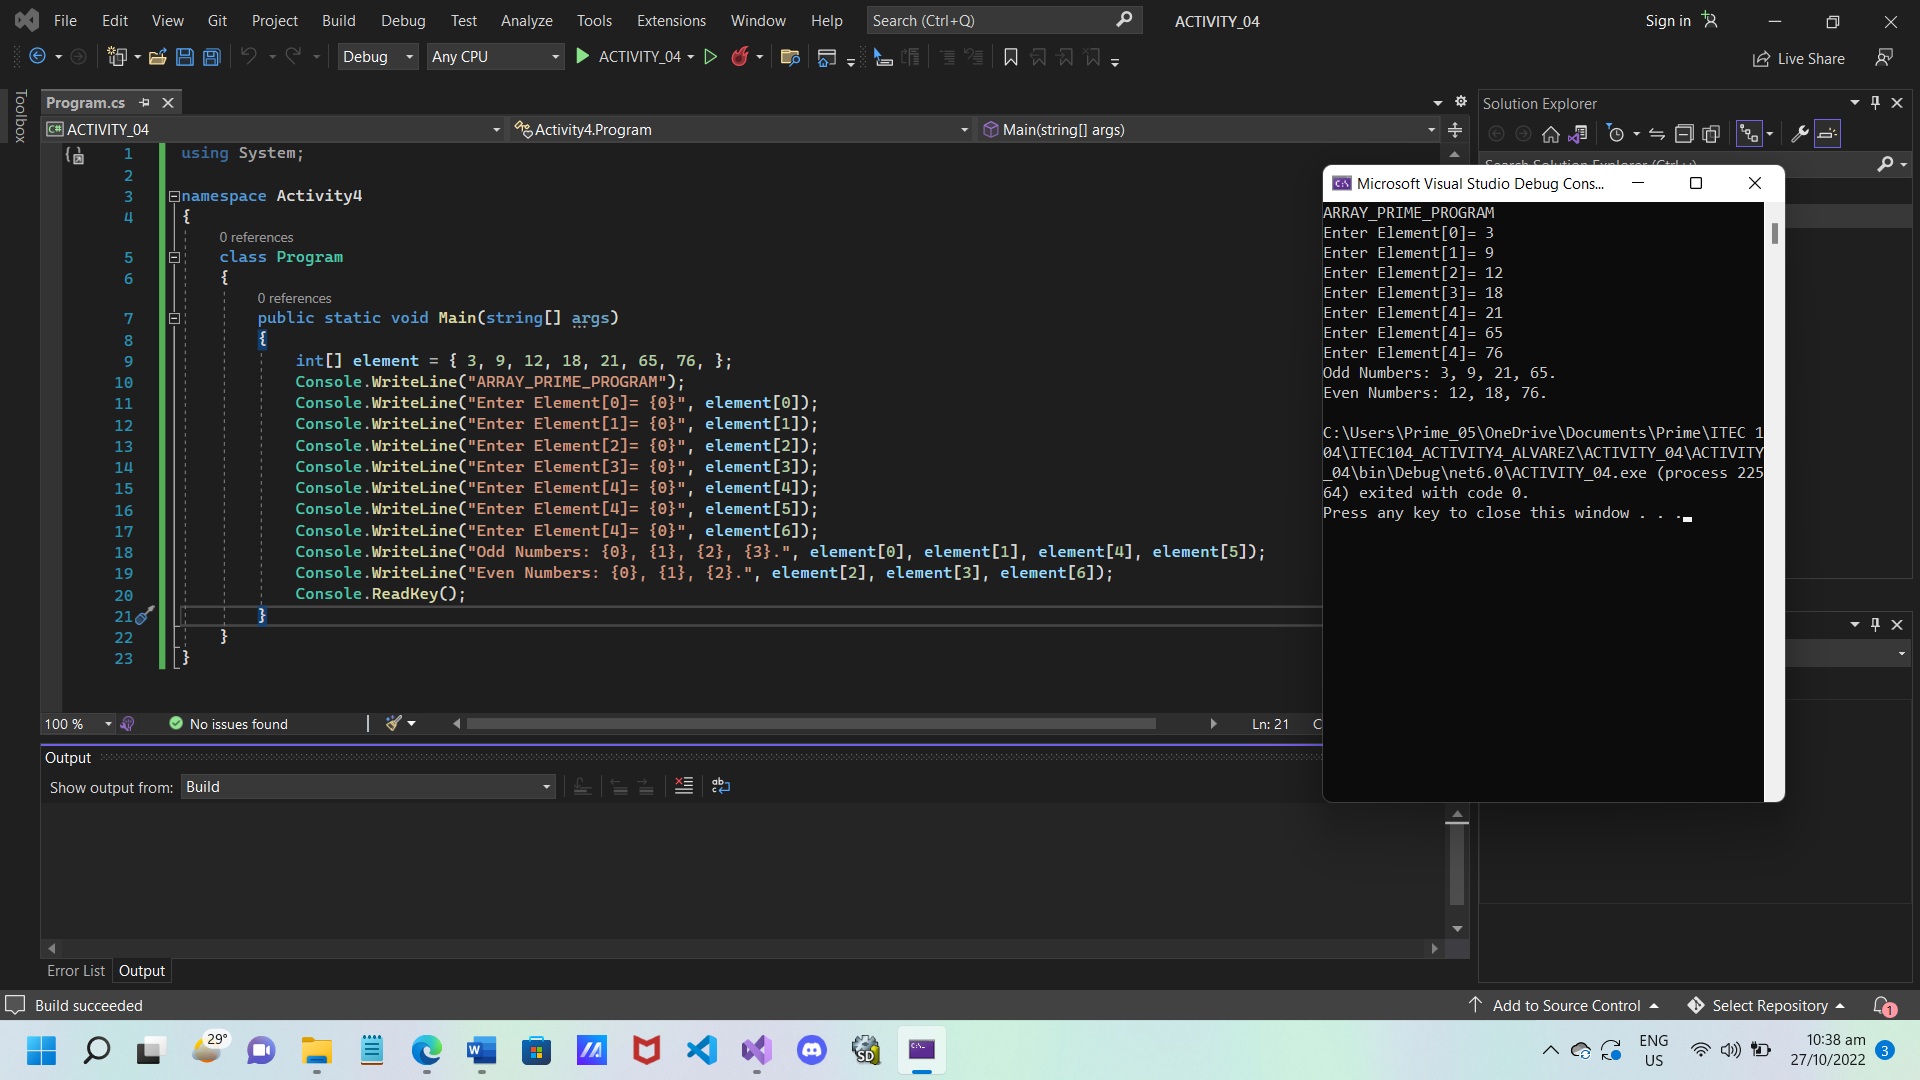 File Edit View Git Project Build Debug Test Analyze Tools Extensions Window Help Search (Ctrl+Q) ACTIVITY_04 Sign in
Debug Any CPU ACTIVITY_04 Live Share
Toolbox
Program.cs
ACTIVITY_04 Activity4.Program Main(string[] args)
1 using System;
2
3 namespace Activity4
4 {
0 references
5 class Program
6 {
0 references
7 public static void Main(string[] args)
8 {
9 int[] element = { 3, 9, 12, 18, 21, 65, 76, };
10 Console.WriteLine("ARRAY_PRIME_PROGRAM");
11 Console.WriteLine("Enter Element[0]= {0}", element[0]);
12 Console.WriteLine("Enter Element[1]= {0}", element[1]);
13 Console.WriteLine("Enter Element[2]= {0}", element[2]);
14 Console.WriteLine("Enter Element[3]= {0}", element[3]);
15 Console.WriteLine("Enter Element[4]= {0}", element[4]);
16 Console.WriteLine("Enter Element[4]= {0}", element[5]);
17 Console.WriteLine("Enter Element[4]= {0}", element[6]);
18 Console.WriteLine("Odd Numbers: {0}, {1}, {2}, {3}.", element[0], element[1], element[4], element[5]);
19 Console.WriteLine("Even Numbers: {0}, {1}, {2}.", element[2], element[3], element[6]);
20 Console.ReadKey();
21 }
22 }
23 }
100 % No issues found Ln: 21 C
Output
Show output from: Build
Error List Output
Solution Explorer
Search Solution Explorer (Ctrl+;)
Microsoft Visual Studio Debug Cons...
ARRAY_PRIME_PROGRAM
Enter Element[0]= 3
Enter Element[1]= 9
Enter Element[2]= 12
Enter Element[3]= 18
Enter Element[4]= 21
Enter Element[4]= 65
Enter Element[4]= 76
Odd Numbers: 3, 9, 21, 65.
Even Numbers: 12, 18, 76.
C:\Users\Prime_05\OneDrive\Documents\Prime\ITEC 1
04\ITEC104_ACTIVITY4_ALVAREZ\ACTIVITY_04\ACTIVITY
_04\bin\Debug\net6.0\ACTIVITY_04.exe (process 225
64) exited with code 0.
Press any key to close this window . . .
Build succeeded Add to Source Control Select Repository 1
29° SD ENG
US
10:38 am
27/10/2022 3